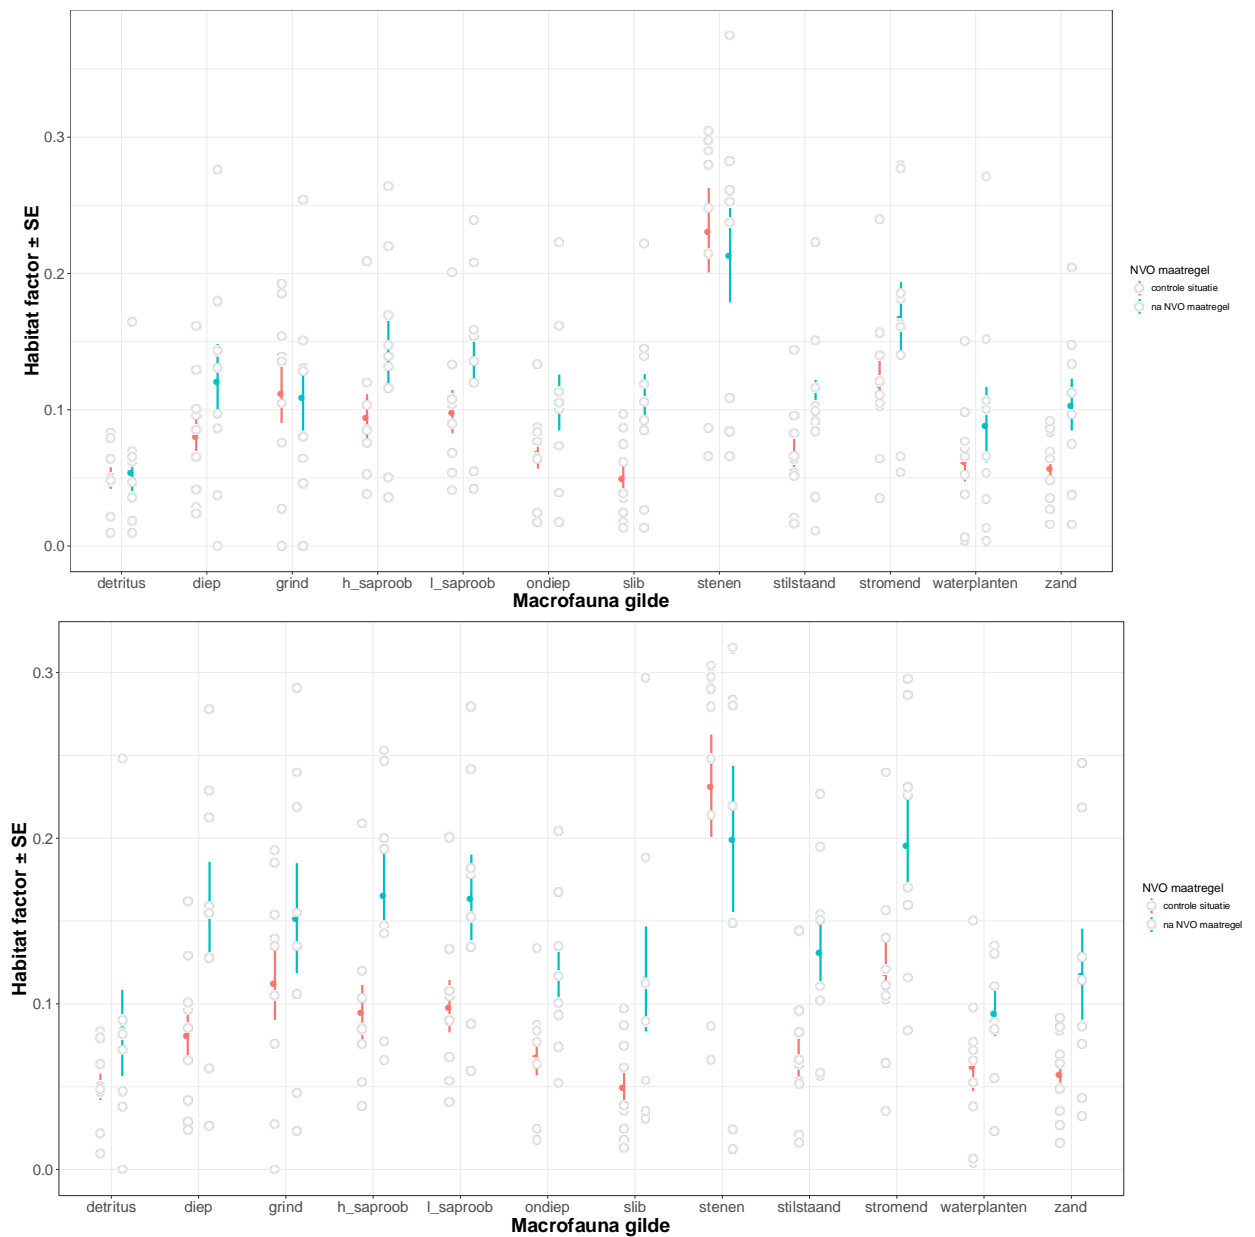 0.3
0.2
0.1
0.0
Habitat factor ± SE
detritus diep grind h_saproob l_saproob ondiep slib stenen stilstaand stromend waterplanten zand
Macrofauna gilde
NVO maatregel
controle situatie
na NVO maatregel
0.3
0.2
0.1
0.0
Habitat factor ± SE
detritus diep grind h_saproob l_saproob ondiep slib stenen stilstaand stromend waterplanten zand
Macrofauna gilde
NVO maatregel
controle situatie
na NVO maatregel